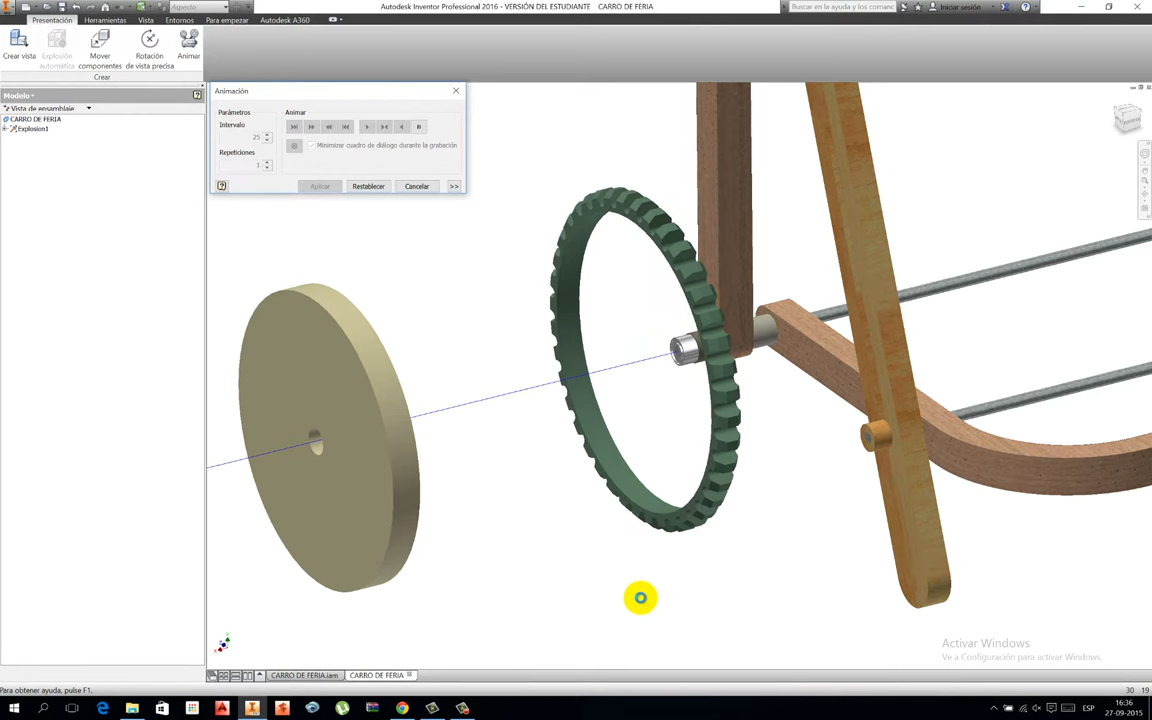 Aspecto
Autodesk Inventor Professional 2016 - VERSIÓN DEL ESTUDIANTE CARRO DE FERIA
Buscar en la ayuda y los comanc
Iniciar sesión
Presentación Herramientas Vista Entornos Para empezar Autodesk A360
Crear vista
Explosión automática
Mover componentes
Rotación de vista precisa
Animar
Crear
Modelo
Vista de ensamblaje
CARRO DE FERIA
Explosion1
Animación
Parámetros
Animar
Intervalo
25
Repeticiones
1
Minimizar cuadro de diálogo durante la grabación
Aplicar Restablecer Cancelar >>
Activar Windows
Ve a Configuración para activar Windows.
CARRO DE FERIA.iam CARRO DE FERIA
Para obtener ayuda, pulse F1.
30 19
ESP
16:36
27-09-2015